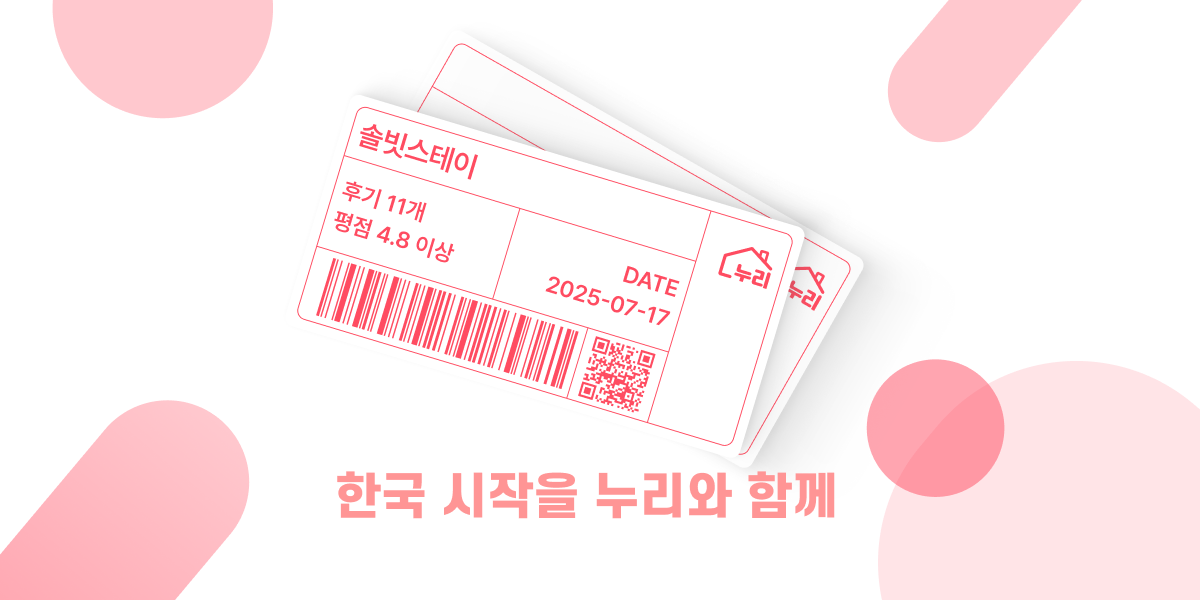 솔빗스테이
후기 11개
평점 4.8 이상
DATE
2025-07-17
누리
누리
한국 시작을 누리와 함께